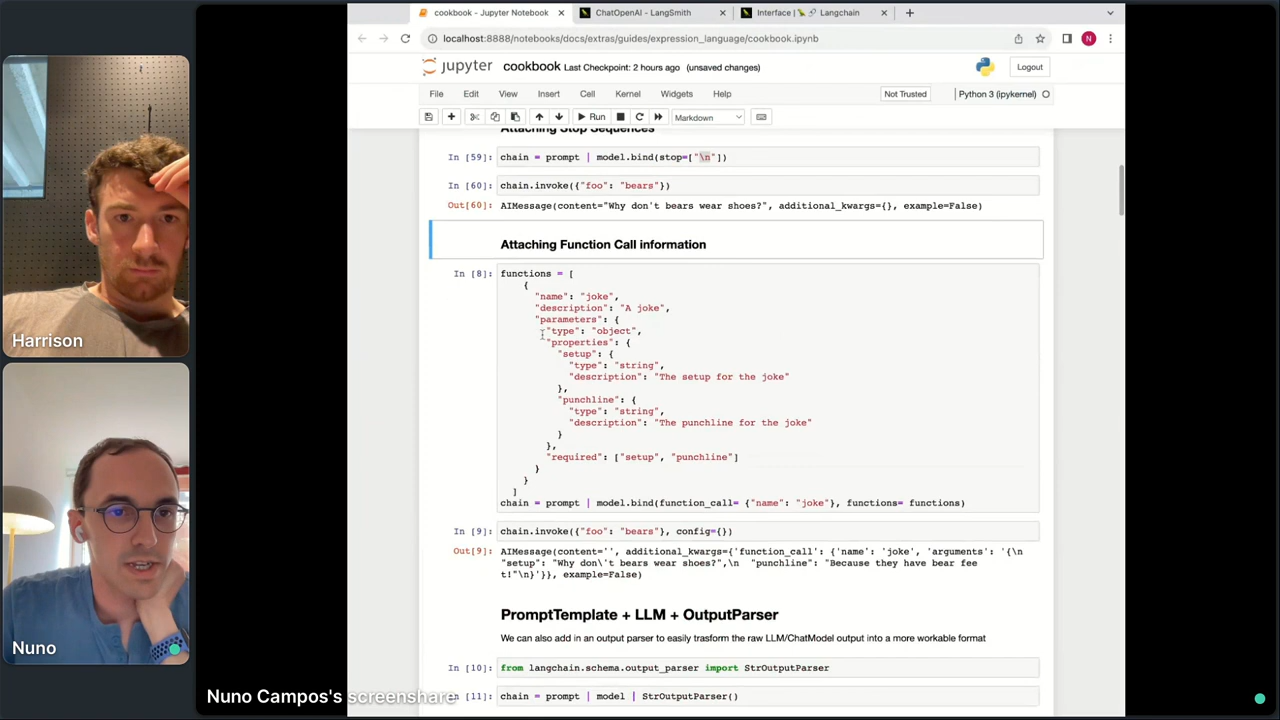 cookbook - Jupyter Notebook
ChatOpenAI - LangSmith
Interface | 🦜🔗 Langchain
localhost:8888/notebooks/docs/extras/guides/expression_language/cookbook.ipynb
N
jupyter cookbook Last Checkpoint: 2 hours ago (unsaved changes)
Logout
File Edit View Insert Cell Kernel Widgets Help
Not Trusted
Python 3 (ipykernel)
Run
Markdown
Attaching Stop Sequences
In [59]: chain = prompt | model.bind(stop=["\n"])
In [60]: chain.invoke({"foo": "bears"})
Out[60]: AIMessage(content="Why don't bears wear shoes?", additional_kwargs={}, example=False)
Attaching Function Call information
In [8]: functions = [
{
"name": "joke",
"description": "A joke",
"parameters": {
"type": "object",
"properties": {
"setup": {
"type": "string",
"description": "The setup for the joke"
},
"punchline": {
"type": "string",
"description": "The punchline for the joke"
}
},
"required": ["setup", "punchline"]
}
}
]
chain = prompt | model.bind(function_call= {"name": "joke"}, functions= functions)
In [9]: chain.invoke({"foo": "bears"}, config={})
Out[9]: AIMessage(content='', additional_kwargs={'function_call': {'name': 'joke', 'arguments': '{\n
"setup": "Why don\'t bears wear shoes?",\n "punchline": "Because they have bear fee
t!"\n}'}}, example=False)
PromptTemplate + LLM + OutputParser
We can also add in an output parser to easily trasform the raw LLM/ChatModel output into a more workable format
In [10]: from langchain.schema.output_parser import StrOutputParser
n [11]: chain = prompt | model | StrOutputParser()
Harrison
Nuno
Nuno Campos's screenshare